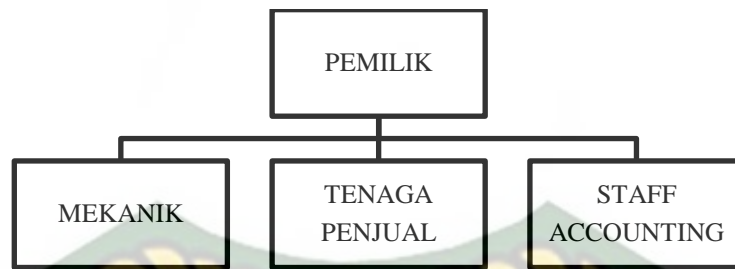 PEMILIK
MEKANIK
TENAGA
PENJUAL
STAFF
ACCOUNTING